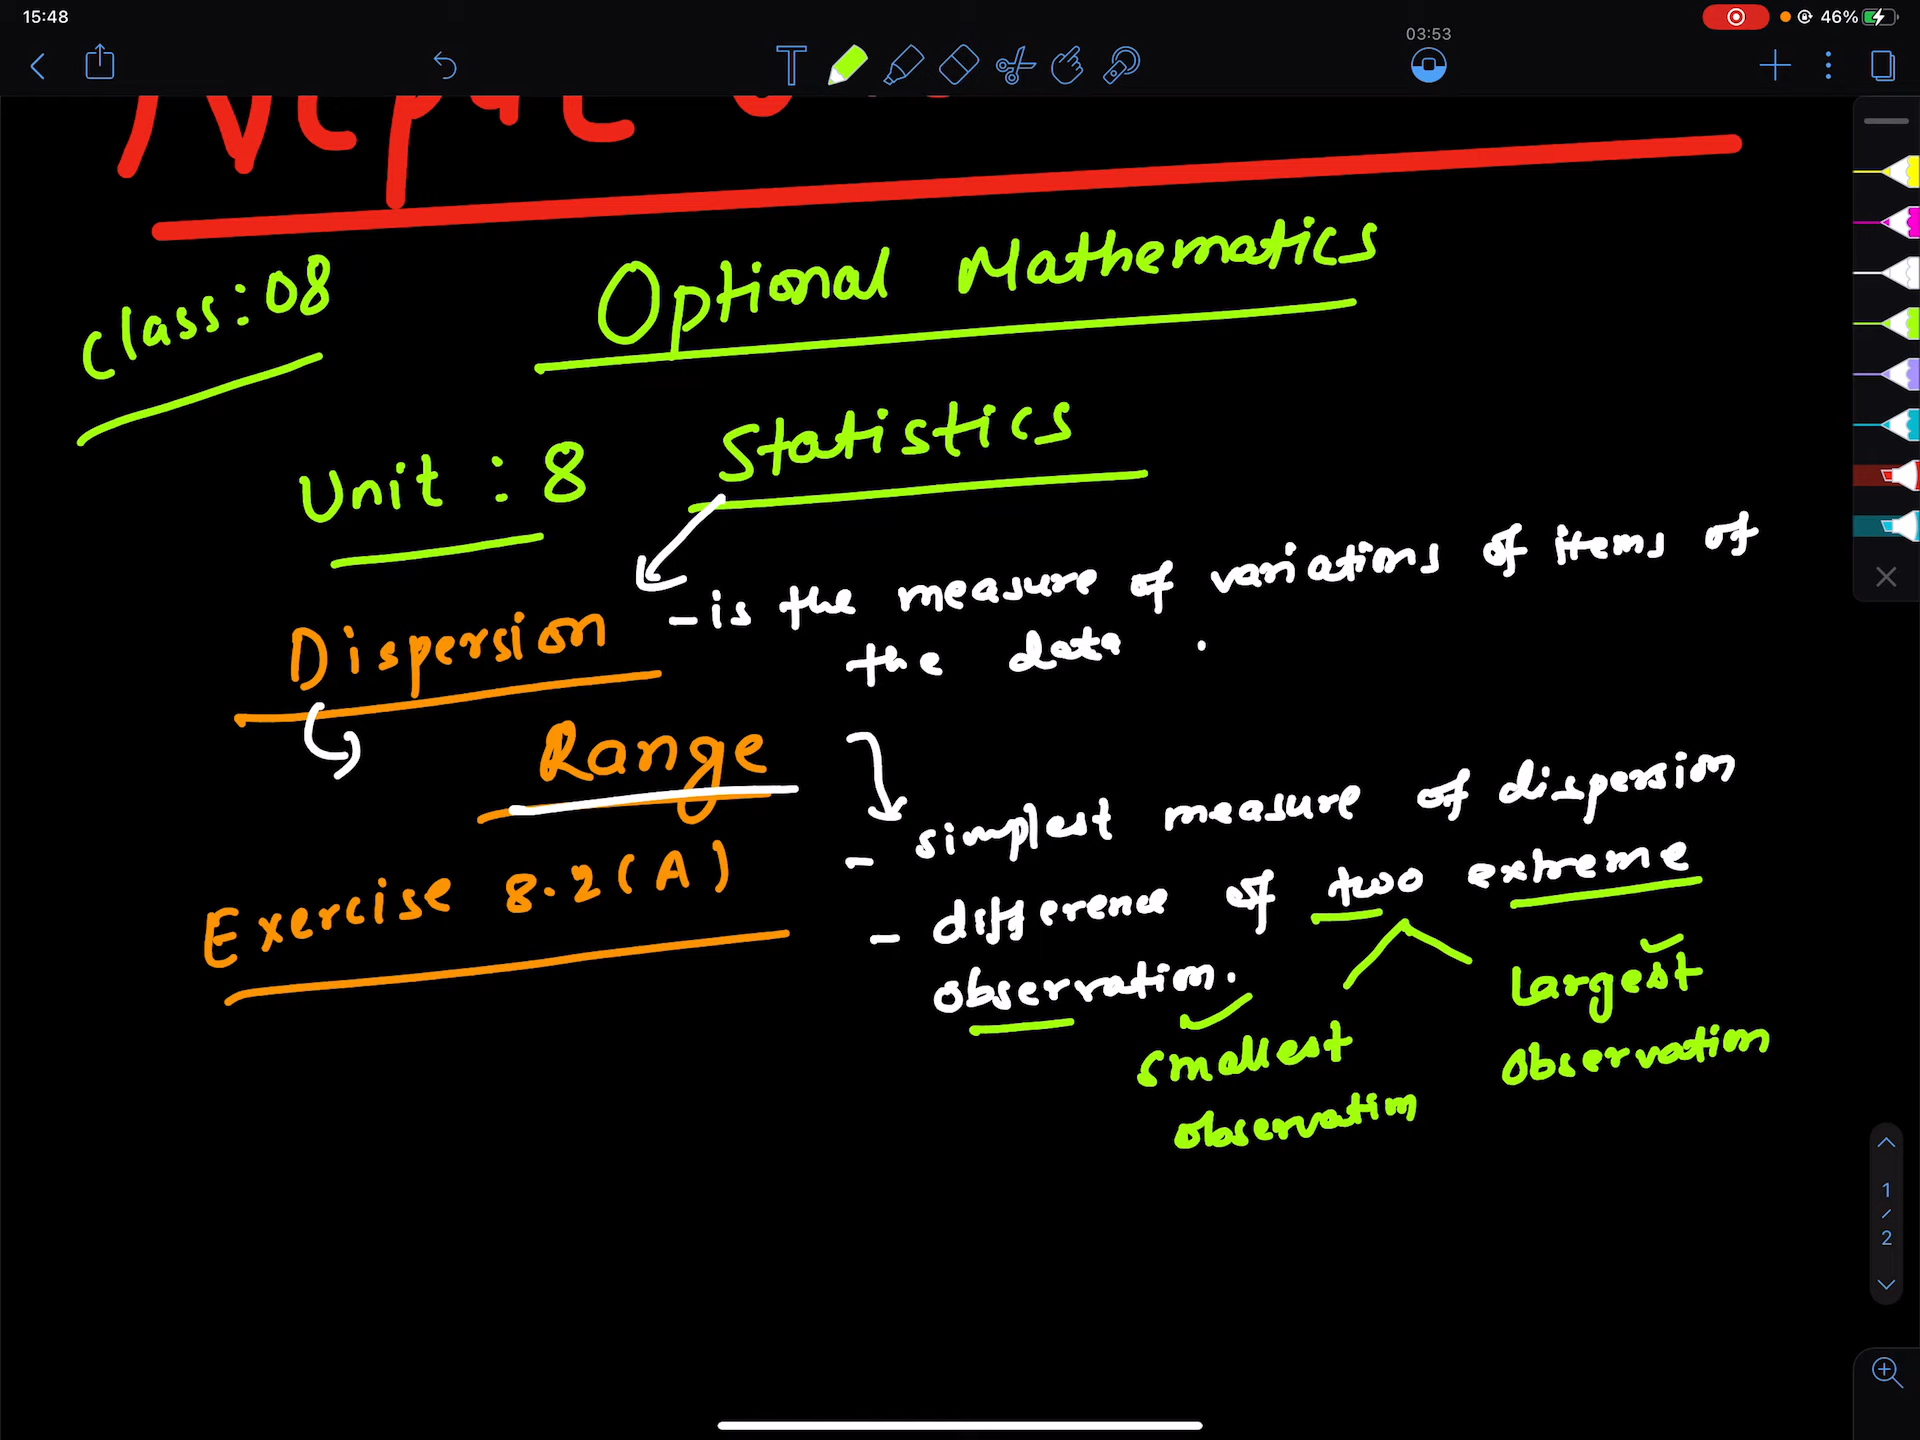 15:48
46%
03:53
Optional Mathematics
Class: 08
Statistics
Unit : 8
- is the measure of variations of items of
the data .
Dispersion
Range
- simplest measure of dispersion
Exercise 8.2 (A)
- difference of two extreme
observation.
Largest
observation
Smallest
observation
1
/
2